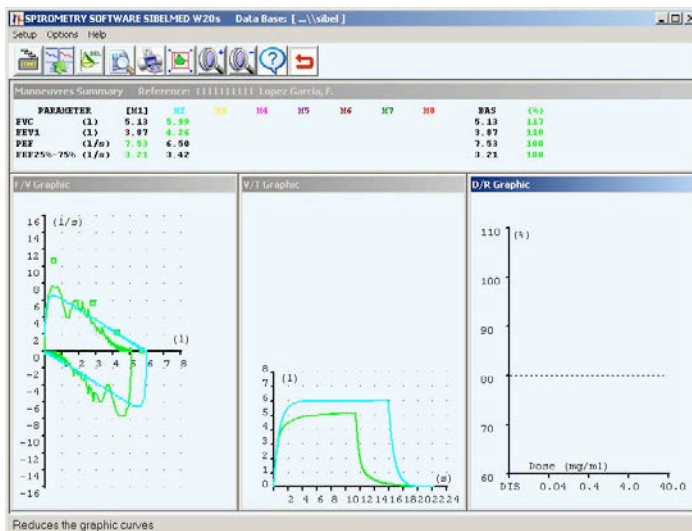 SPIROMETRY SOFTWARE SIBELMED W20s Data Base: [ ...\\sibel ]
Setup Options Help
Manoeuvres Summary Reference: 1111111111 Lopez Garcia, F.
PARAMETER [M1] M2 M3 M4 M5 M6 M7 M8 BAS (%)
FVC (l) 5.13 5.99 5.13 117
FEV1 (l) 3.87 4.26 3.87 110
PEF (l/s) 7.53 6.50 7.53 100
FEF25%-75% (l/s) 3.21 3.42 3.21 100
F/V Graphic
16 (l/s)
14
12
10
8
6
4
2
(l)
0
1 2 3 4 5 6 7 8
-2
-4
-6
-8
-10
-12
-14
-16
V/T Graphic
8
(l)
7
6
5
4
3
2
1
(s)
0
2 4 6 8 10 12 14 16 18 20 22 24
D/R Graphic
110 (%)
100
90
80
70
60
Dose (mg/ml)
DIS 0.04 0.4 4.0 40.0
Reduces the graphic curves